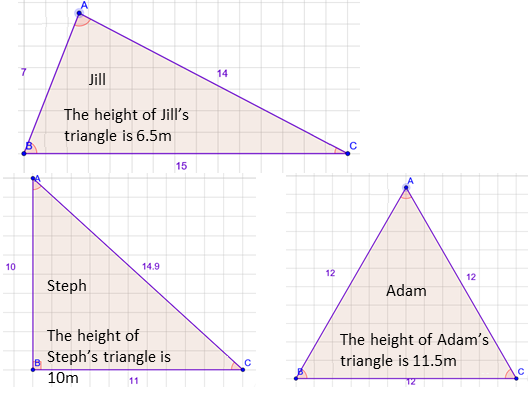 A
7
14
Jill
The height of Jill's
triangle is 6.5m
B
C
15
A
10
14.9
Steph
The height of
Steph's triangle is
10m
B
C
11
A
12
12
Adam
The height of Adam's
triangle is 11.5m
B
C
12